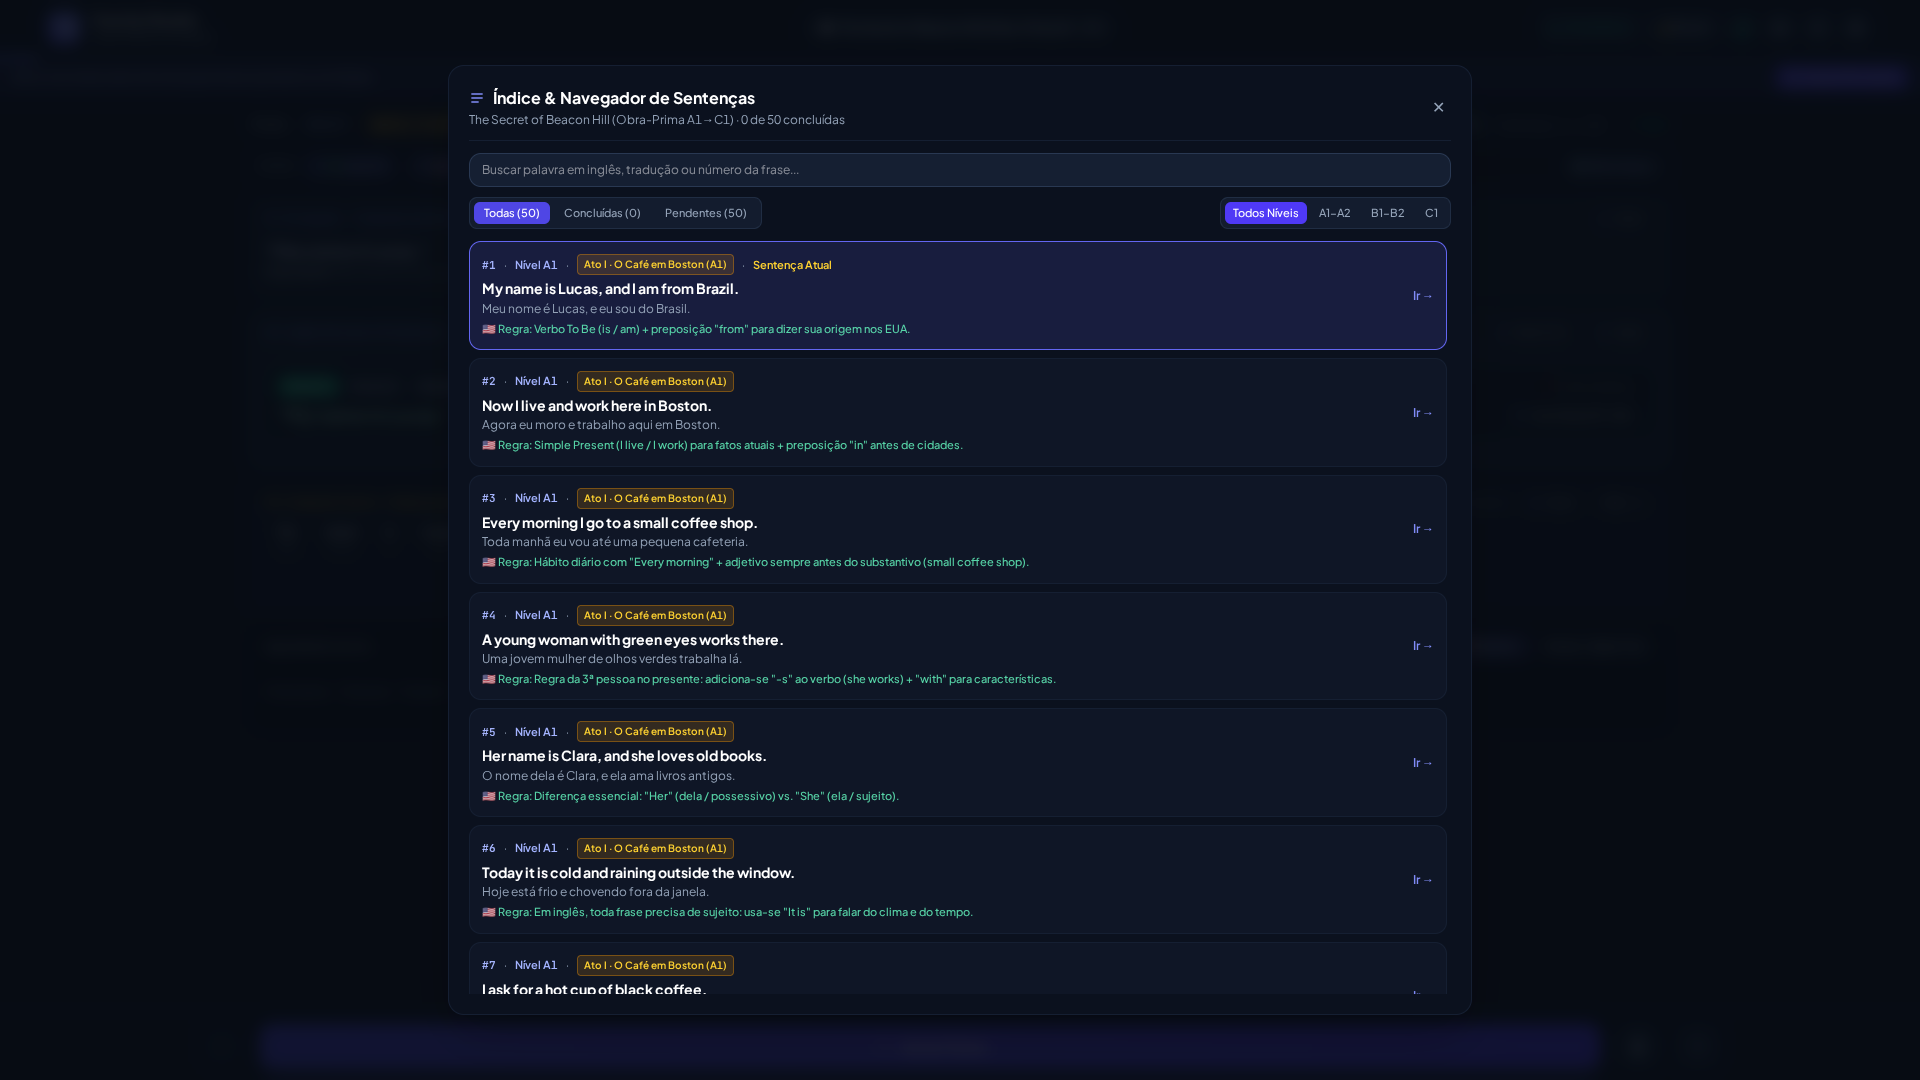 Índice & Navegador de Sentenças
The Secret of Beacon Hill (Obra-Prima A1→C1) · 0 de 50 concluídas
Buscar palavra em inglês, tradução ou número da frase...
Todas (50) Concluídas (0) Pendentes (50) Todos Níveis A1–A2 B1–B2 C1
#1 · Nível A1 · Ato I · O Café em Boston (A1) · Sentença Atual
My name is Lucas, and I am from Brazil.
Meu nome é Lucas, e eu sou do Brasil.
🇺🇸 Regra: Verbo To Be (is / am) + preposição "from" para dizer sua origem nos EUA.
Ir →
#2 · Nível A1 · Ato I · O Café em Boston (A1)
Now I live and work here in Boston.
Agora eu moro e trabalho aqui em Boston.
🇺🇸 Regra: Simple Present (I live / I work) para fatos atuais + preposição "in" antes de cidades.
Ir →
#3 · Nível A1 · Ato I · O Café em Boston (A1)
Every morning I go to a small coffee shop.
Toda manhã eu vou até uma pequena cafeteria.
🇺🇸 Regra: Hábito diário com "Every morning" + adjetivo sempre antes do substantivo (small coffee shop).
Ir →
#4 · Nível A1 · Ato I · O Café em Boston (A1)
A young woman with green eyes works there.
Uma jovem mulher de olhos verdes trabalha lá.
🇺🇸 Regra: Regra da 3ª pessoa no presente: adiciona-se "-s" ao verbo (she works) + "with" para características.
Ir →
#5 · Nível A1 · Ato I · O Café em Boston (A1)
Her name is Clara, and she loves old books.
O nome dela é Clara, e ela ama livros antigos.
🇺🇸 Regra: Diferença essencial: "Her" (dela / possessivo) vs. "She" (ela / sujeito).
Ir →
#6 · Nível A1 · Ato I · O Café em Boston (A1)
Today it is cold and raining outside the window.
Hoje está frio e chovendo fora da janela.
🇺🇸 Regra: Em inglês, toda frase precisa de sujeito: usa-se "It is" para falar do clima e do tempo.
Ir →
#7 · Nível A1 · Ato I · O Café em Boston (A1)
I ask for a hot cup of black coffee.